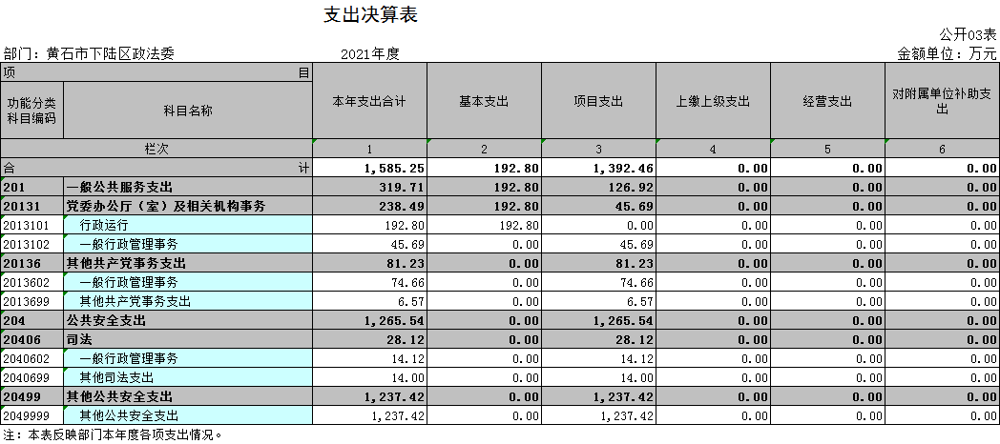 支出决算表
公开03表
部门：黄石市下陆区政法委 2021年度 金额单位：万元
项 目 本年支出合计 基本支出 项目支出 上缴上级支出 经营支出 对附属单位补助支出
功能分类科目编码 科目名称
栏次 1 2 3 4 5 6
合 计 1,585.25 192.80 1,392.46 0.00 0.00 0.00
201 一般公共服务支出 319.71 192.80 126.92 0.00 0.00 0.00
20131 党委办公厅（室）及相关机构事务 238.49 192.80 45.69 0.00 0.00 0.00
2013101 行政运行 192.80 192.80 0.00 0.00 0.00 0.00
2013102 一般行政管理事务 45.69 0.00 45.69 0.00 0.00 0.00
20136 其他共产党事务支出 81.23 0.00 81.23 0.00 0.00 0.00
2013602 一般行政管理事务 74.66 0.00 74.66 0.00 0.00 0.00
2013699 其他共产党事务支出 6.57 0.00 6.57 0.00 0.00 0.00
204 公共安全支出 1,265.54 0.00 1,265.54 0.00 0.00 0.00
20406 司法 28.12 0.00 28.12 0.00 0.00 0.00
2040602 一般行政管理事务 14.12 0.00 14.12 0.00 0.00 0.00
2040699 其他司法支出 14.00 0.00 14.00 0.00 0.00 0.00
20499 其他公共安全支出 1,237.42 0.00 1,237.42 0.00 0.00 0.00
2049999 其他公共安全支出 1,237.42 0.00 1,237.42 0.00 0.00 0.00
注：本表反映部门本年度各项支出情况。